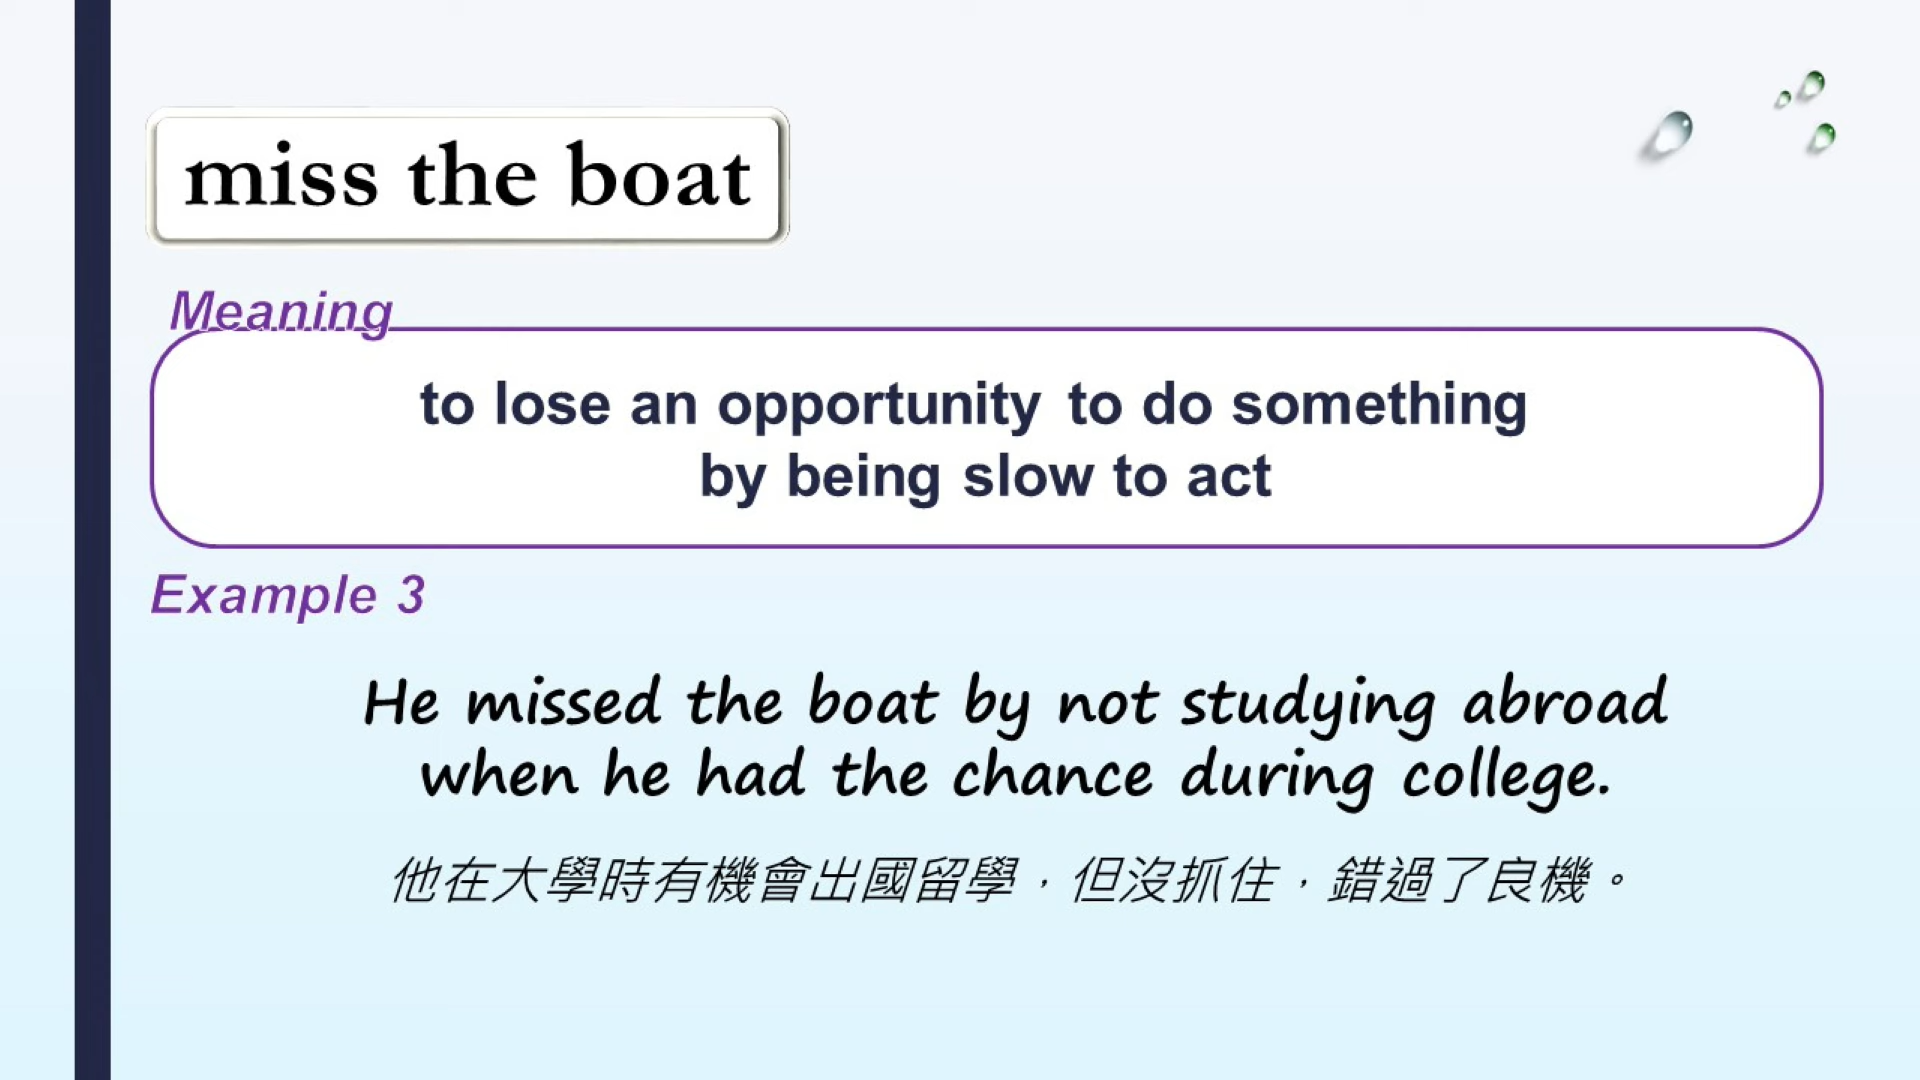 miss the boat
Meaning
to lose an opportunity to do something
by being slow to act
Example 3
He missed the boat by not studying abroad
when he had the chance during college.
他在大學時有機會出國留學，但沒抓住，錯過了良機。